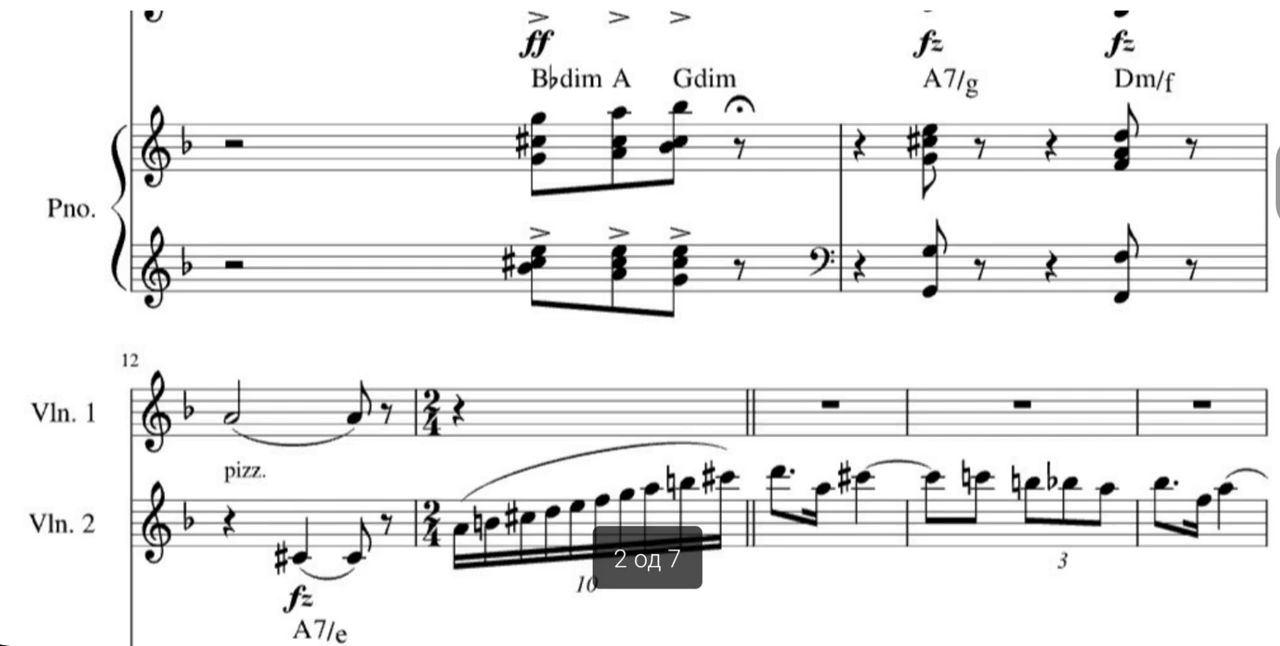 ff fz fz
B♭dim A Gdim A7/g Dm/f
Pno.
12
Vln. 1
pizz.
Vln. 2
2 од 7
10
3
fz
A7/e